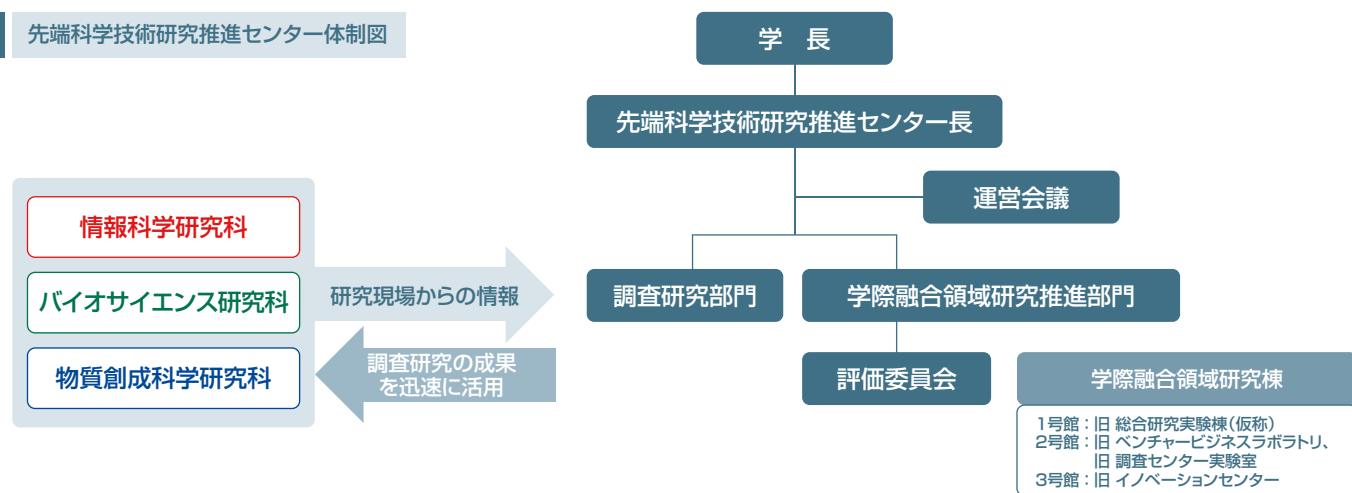 先端科学技術研究推進センター体制図
学 長
先端科学技術研究推進センター長
運営会議
情報科学研究科
バイオサイエンス研究科
物質創成科学研究科
研究現場からの情報
調査研究の成果
を迅速に活用
調査研究部門
学際融合領域研究推進部門
評価委員会
学際融合領域研究棟
1号館：旧 総合研究実験棟(仮称)
2号館：旧 ベンチャービジネスラボラトリ、
旧 調査センター実験室
3号館：旧 イノベーションセンター